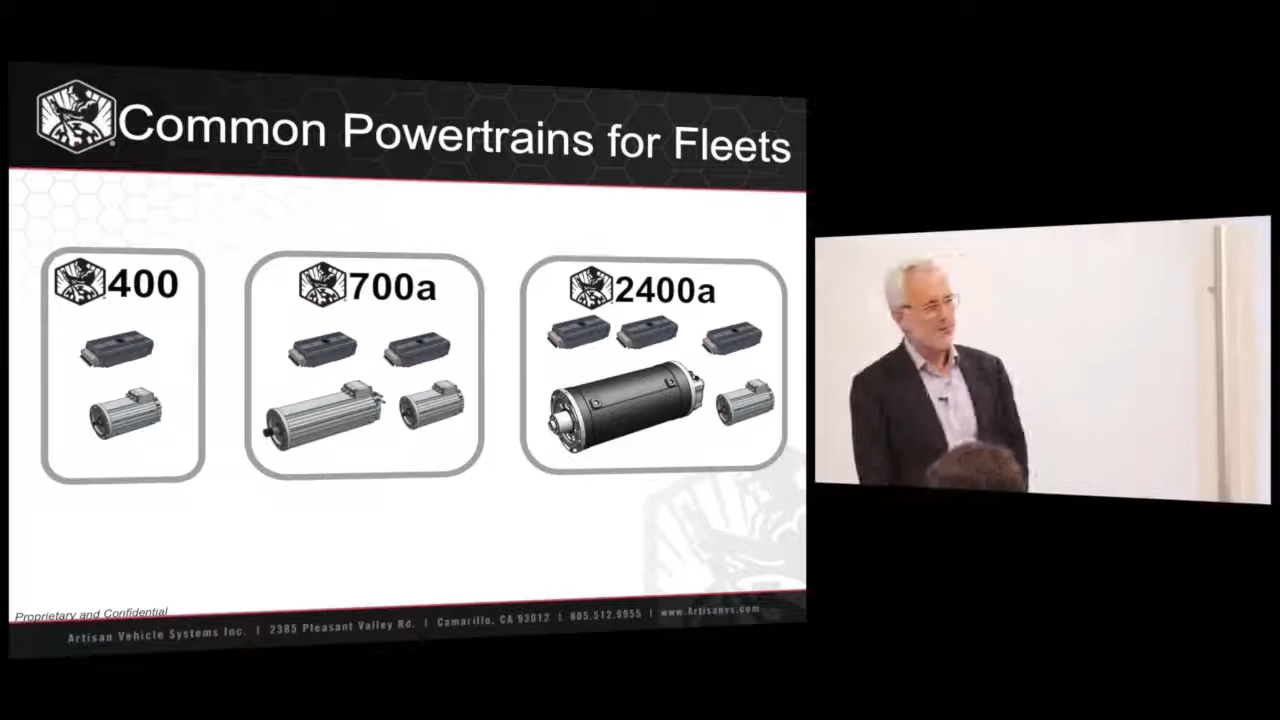 Common Powertrains for Fleets
400
700a
2400a
Proprietary and Confidential
Artisan Vehicle Systems Inc. | 2385 Pleasant Valley Rd. | Camarillo, CA 93012 | 805.512.9955 | www.Artisanvs.com